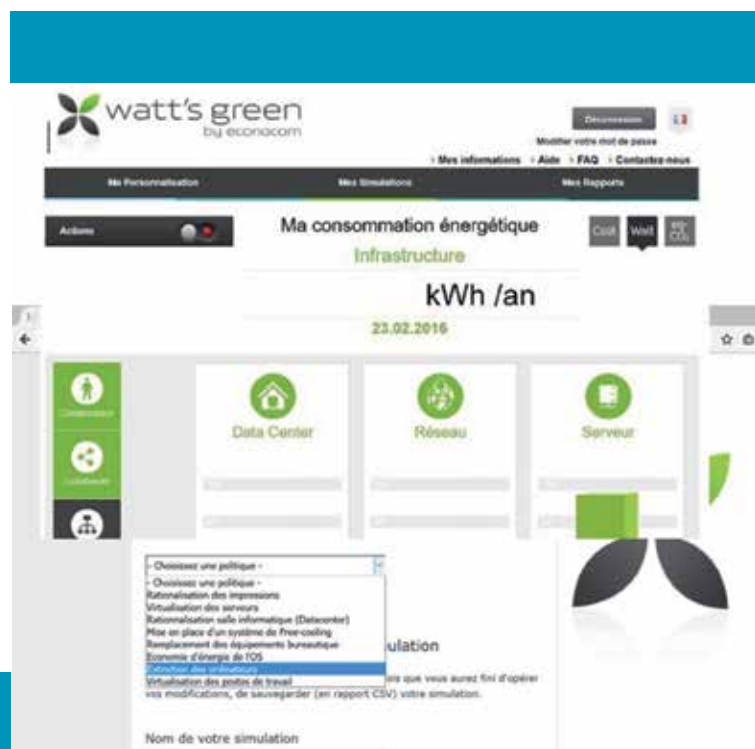 watt's green
by econocom
Déconnexion
Modifier votre mot de passe
› Mes informations › Aide › FAQ › Contactez-nous
Ma Personnalisation Mes Simulations Mes Rapports
Actions
Ma consommation énergétique
Coût Watt
CO₂
Infrastructure
kWh /an
23.02.2016
Data Center Réseau Serveur
- Choisissez une politique -
- Choisissez une politique -
Rationalisation des impressions
Virtualisation des serveurs
Rationnalisation salle informatique (Datacenter)
Mise en place d'un système de Free-cooling
Remplacement des équipements bureautique
Economie d'énergie de l'OS
Extinction des ordinateurs
Virtualisation des postes de travail
ulation
ois que vous aurez fini d'opérer
vos modifications, de sauvegarder (en rapport CSV) votre simulation.
Nom de votre simulation